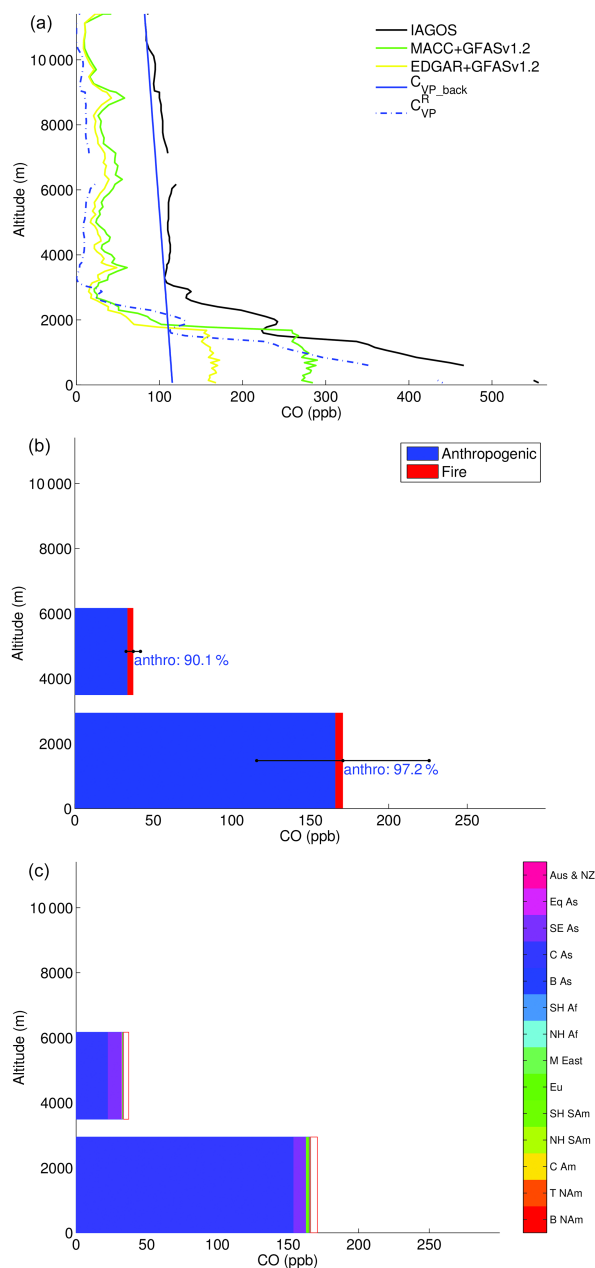 (a)
IAGOS
MACC+GFASv1.2
EDGAR+GFASv1.2
C_VP_back
C^R_VP
10 000
8000
6000
4000
2000
0
Altitude (m)
0 100 200 300 400 500
CO (ppb)
(b)
Anthropogenic
Fire
10 000
8000
6000
4000
2000
0
Altitude (m)
anthro: 90.1 %
anthro: 97.2 %
0 50 100 150 200 250
CO (ppb)
(c)
10 000
8000
6000
4000
2000
0
Altitude (m)
0 50 100 150 200 250
CO (ppb)
Aus & NZ
Eq As
SE As
C As
B As
SH Af
NH Af
M East
Eu
SH SAm
NH SAm
C Am
T NAm
B NAm